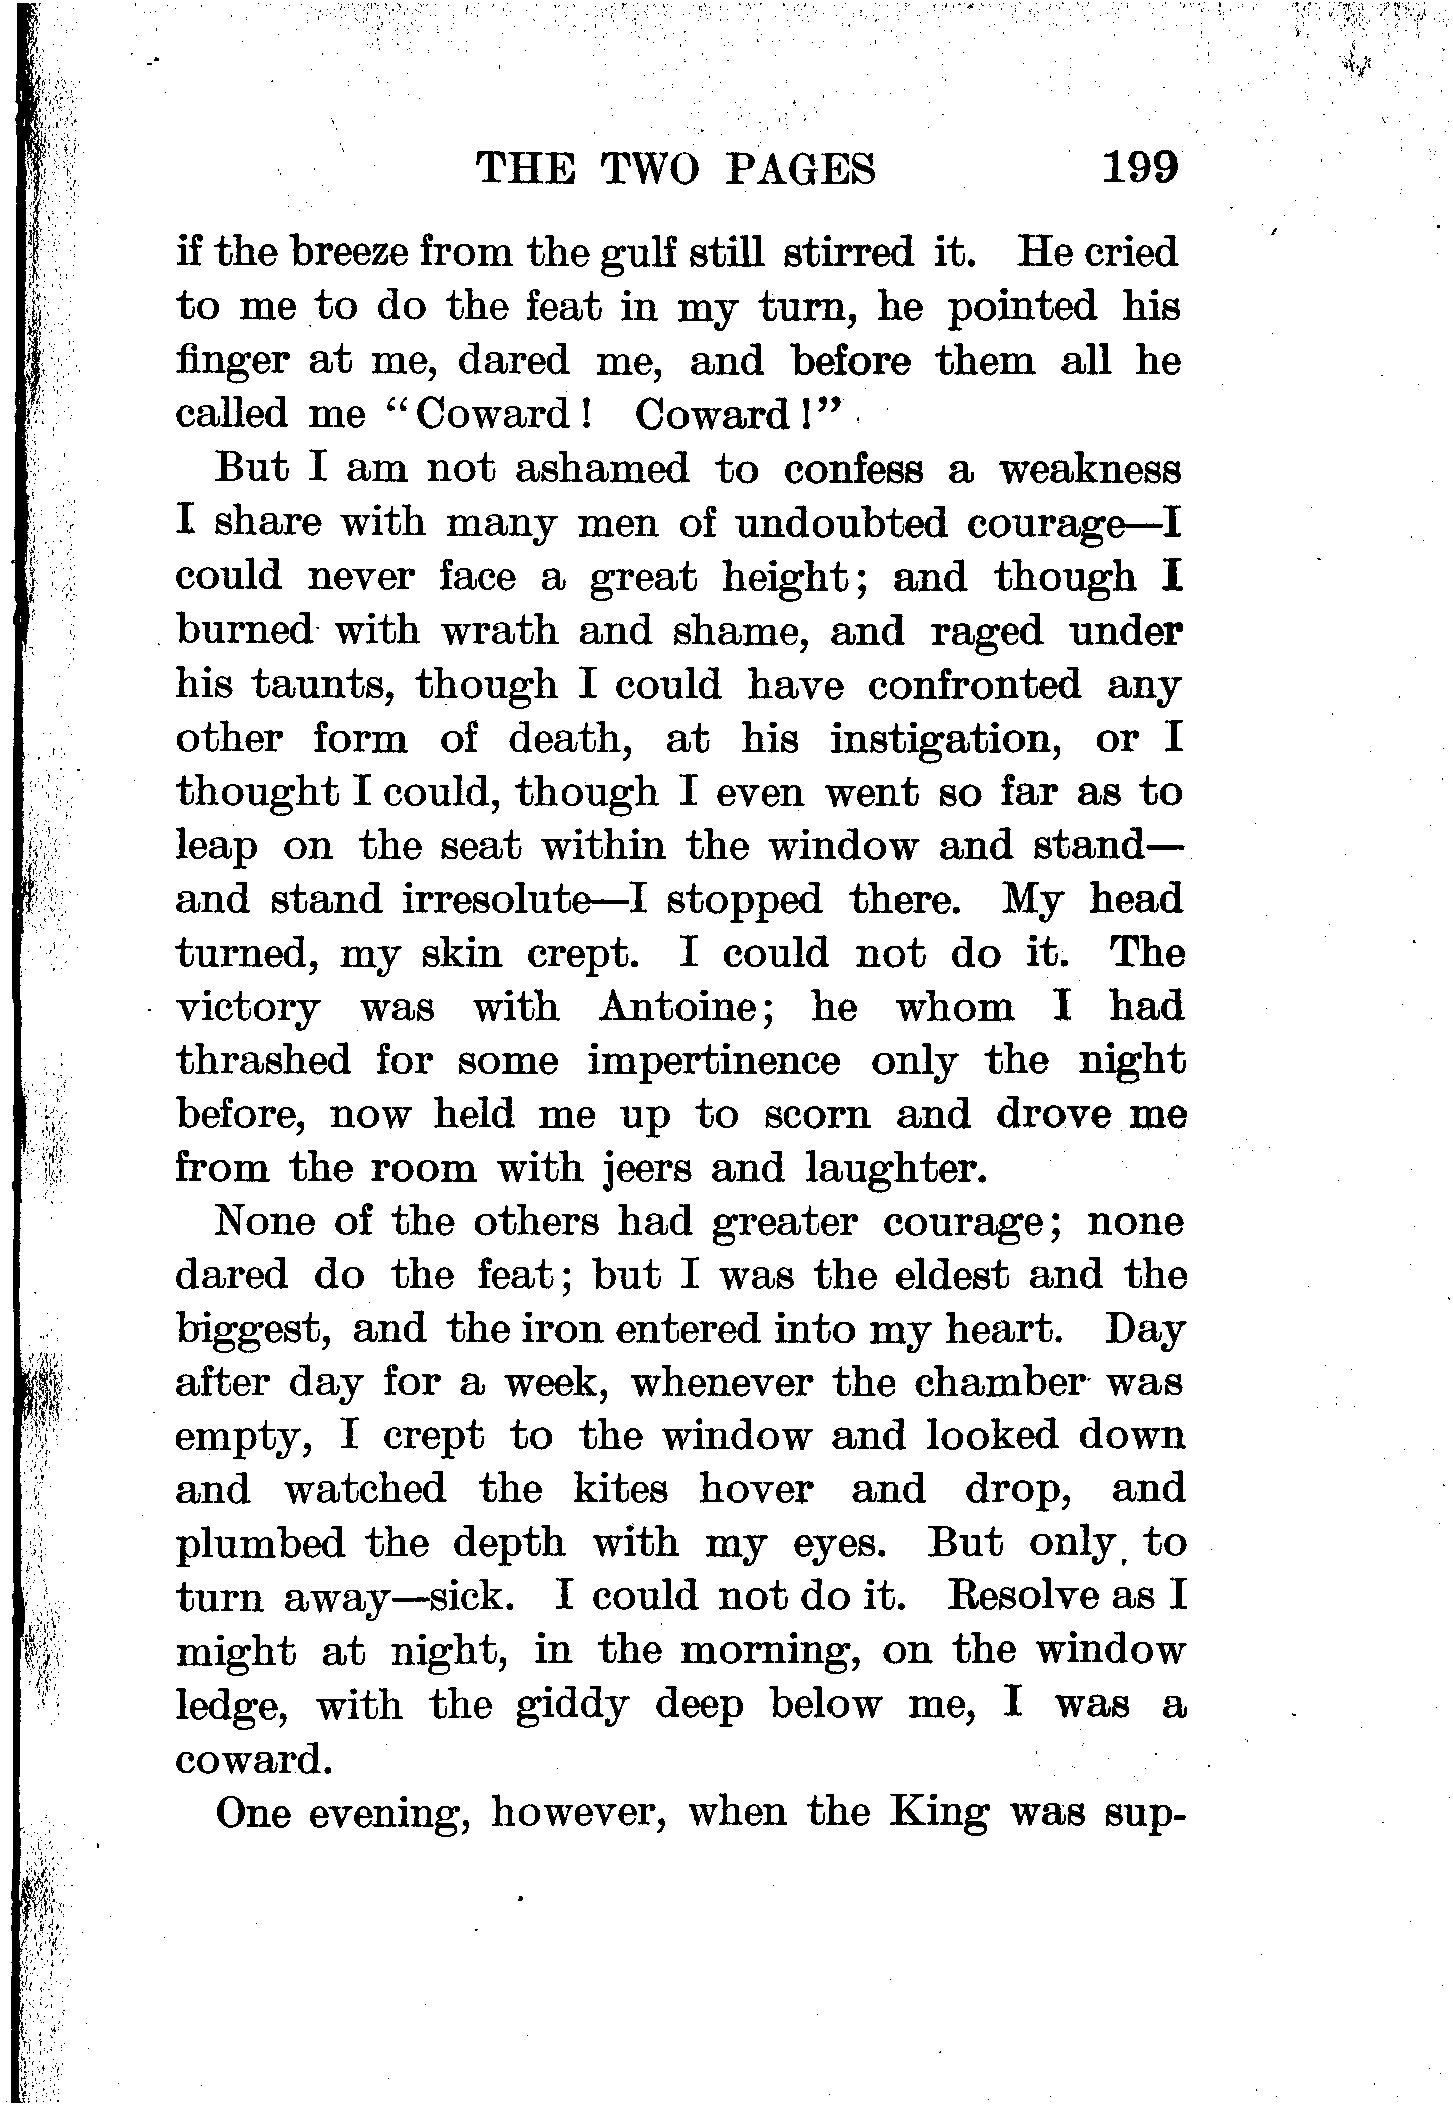 THE TWO PAGES 199
if the breeze from the gulf still stirred it. He cried
to me to do the feat in my turn, he pointed his
finger at me, dared me, and before them all he
called me "Coward! Coward!"
But I am not ashamed to confess a weakness
I share with many men of undoubted courage—I
could never face a great height; and though I
burned with wrath and shame, and raged under
his taunts, though I could have confronted any
other form of death, at his instigation, or I
thought I could, though I even went so far as to
leap on the seat within the window and stand—
and stand irresolute—I stopped there. My head
turned, my skin crept. I could not do it. The
victory was with Antoine; he whom I had
thrashed for some impertinence only the night
before, now held me up to scorn and drove me
from the room with jeers and laughter.
None of the others had greater courage; none
dared do the feat; but I was the eldest and the
biggest, and the iron entered into my heart. Day
after day for a week, whenever the chamber was
empty, I crept to the window and looked down
and watched the kites hover and drop, and
plumbed the depth with my eyes. But only to
turn away—sick. I could not do it. Resolve as I
might at night, in the morning, on the window
ledge, with the giddy deep below me, I was a
coward.
One evening, however, when the King was sup-